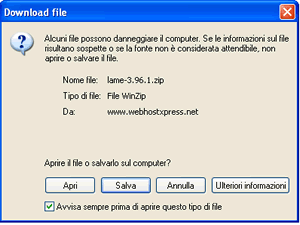 Download file
Alcuni file possono danneggiare il computer. Se le informazioni sul file
risultano sospette o se la fonte non è considerata attendibile, non
aprire o salvare il file.
Nome file: lame-3.96.1.zip
Tipo di file: File WinZip
Da: www.webhostxpress.net
Aprire il file o salvarlo sul computer?
Apri Salva Annulla Ulteriori informazioni
Avvisa sempre prima di aprire questo tipo di file